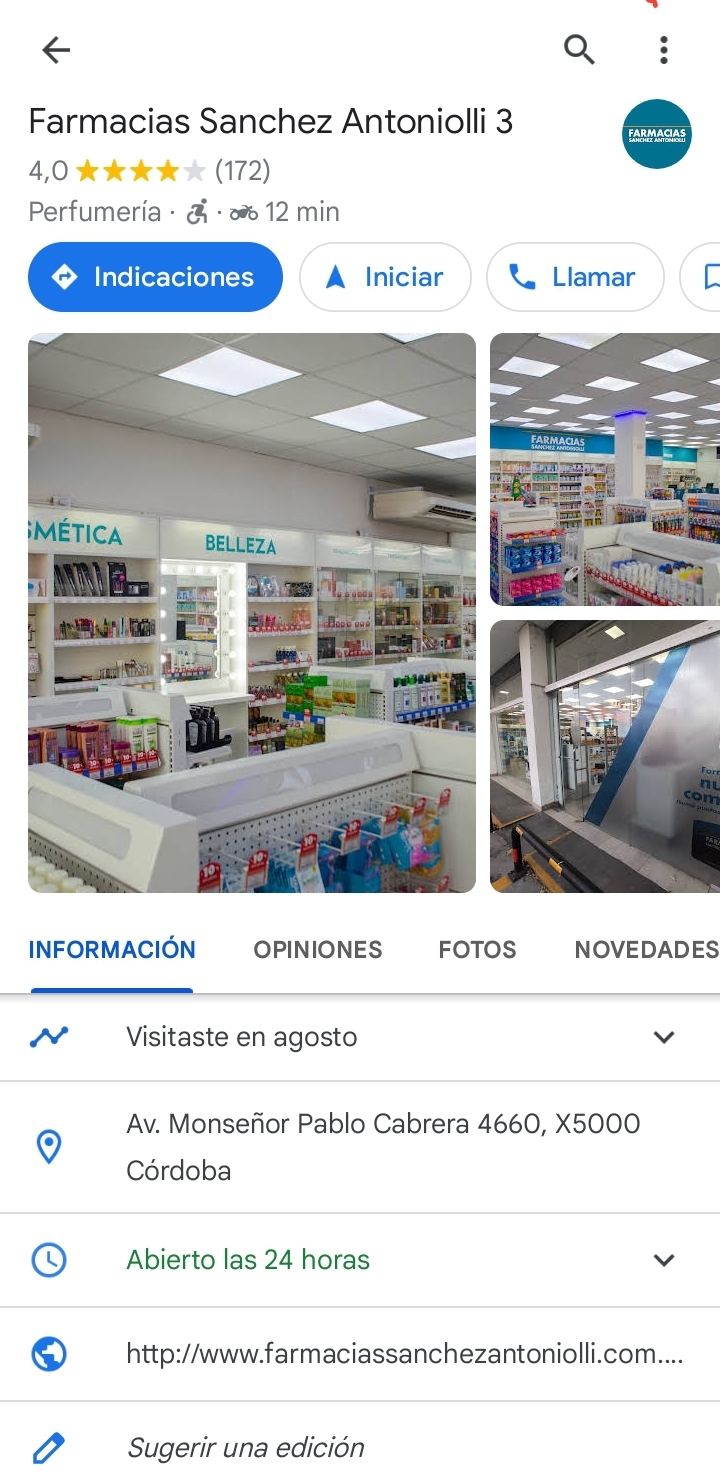 Farmacias Sanchez Antoniolli 3
FARMACIAS
SANCHEZ ANTONIOLLI
4,0 (172)
Perfumería · · 12 min
Indicaciones
Iniciar
Llamar
SMÉTICA
BELLEZA
FARMACIAS
SANCHEZ ANTONIOLLI
INFORMACIÓN
OPINIONES
FOTOS
NOVEDADES
Visitaste en agosto
Av. Monseñor Pablo Cabrera 4660, X5000
Córdoba
Abierto las 24 horas
http://www.farmaciassanchezantoniolli.com....
Sugerir una edición